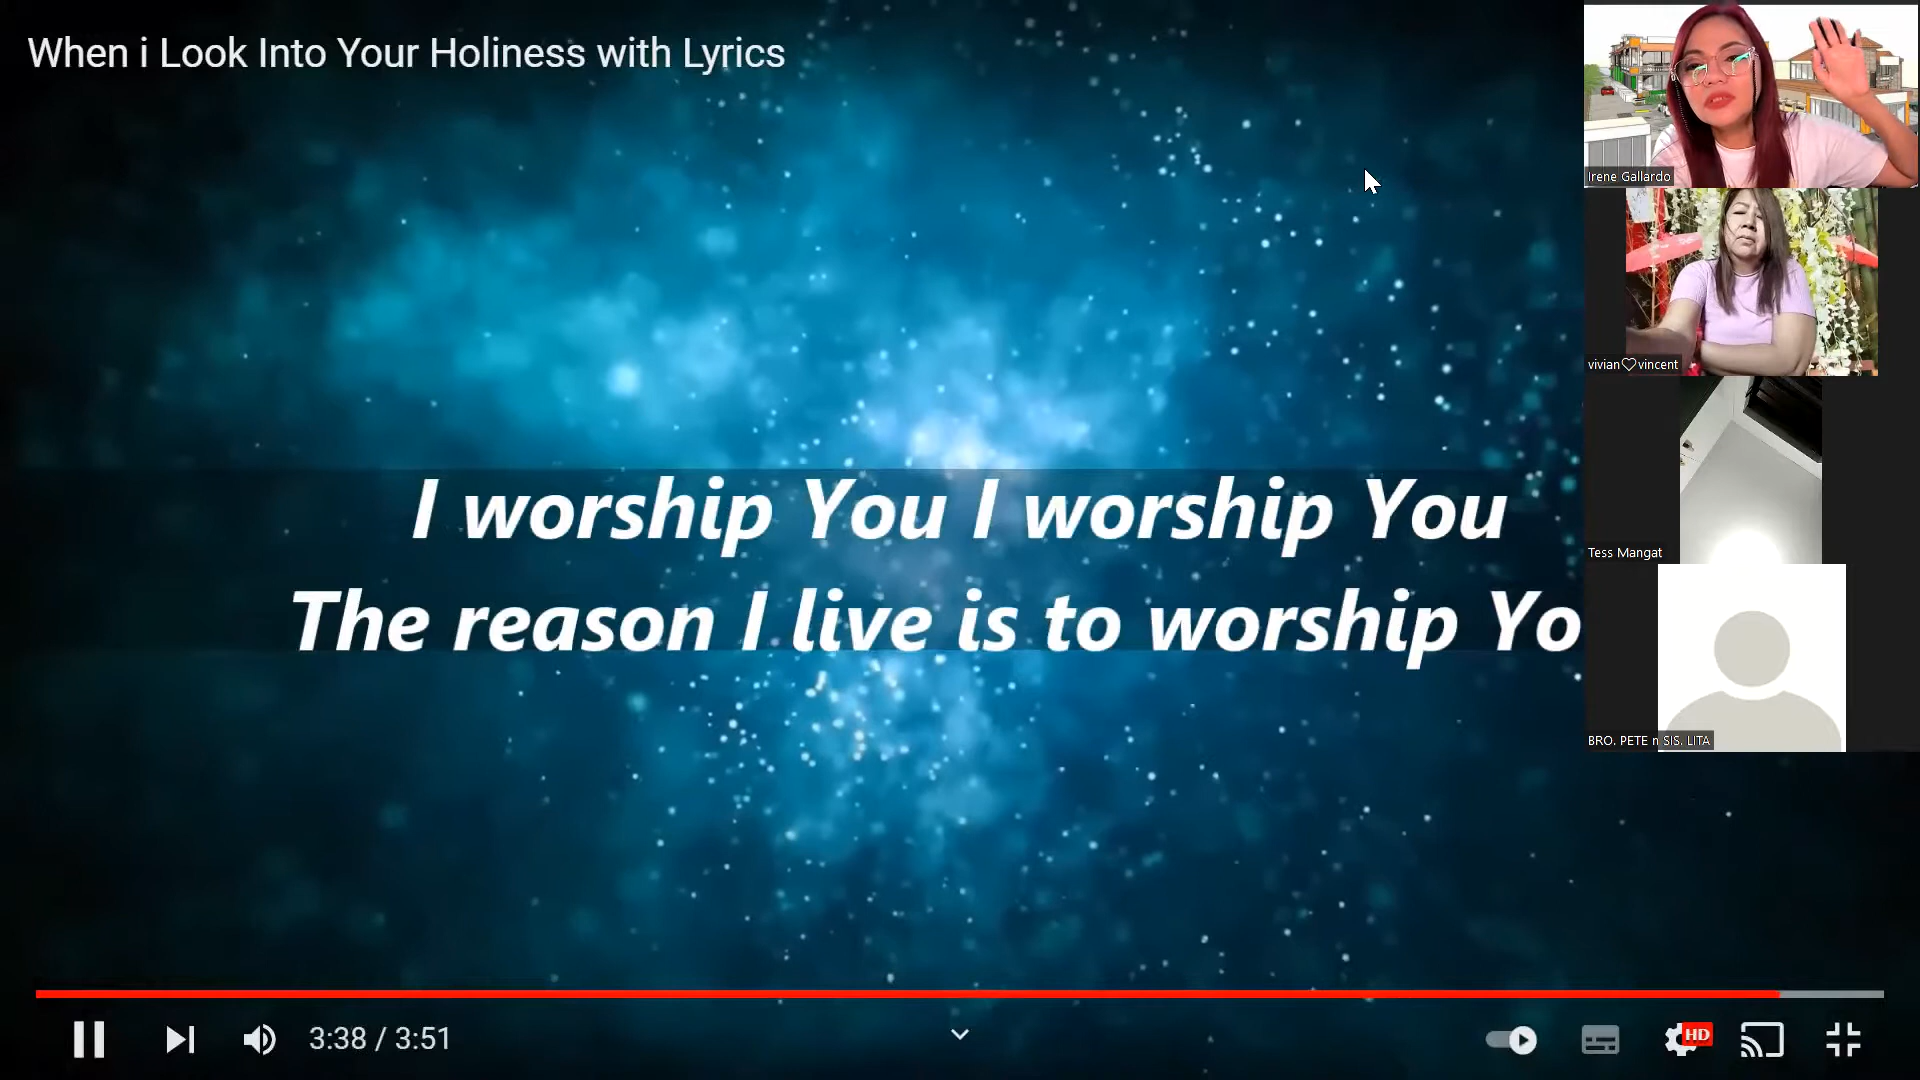 When i Look Into Your Holiness with Lyrics
I worship You I worship You
The reason I live is to worship Yo
3:38 / 3:51
HD
Irene Gallardo
vivian♡vincent
Tess Mangat
BRO. PETE n SIS. LITA